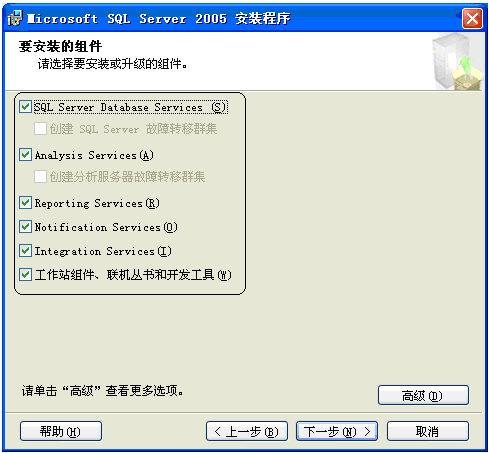 Microsoft SQL Server 2005 安装程序
要安装的组件
请选择要安装或升级的组件。
SQL Server Database Services (S)
创建 SQL Server 故障转移群集
Analysis Services(A)
创建分析服务器故障转移群集
Reporting Services(R)
Notification Services(O)
Integration Services(I)
工作站组件、联机丛书和开发工具(W)
请单击“高级”查看更多选项。
高级(D)
帮助(H)
< 上一步(B)
下一步(N) >
取消